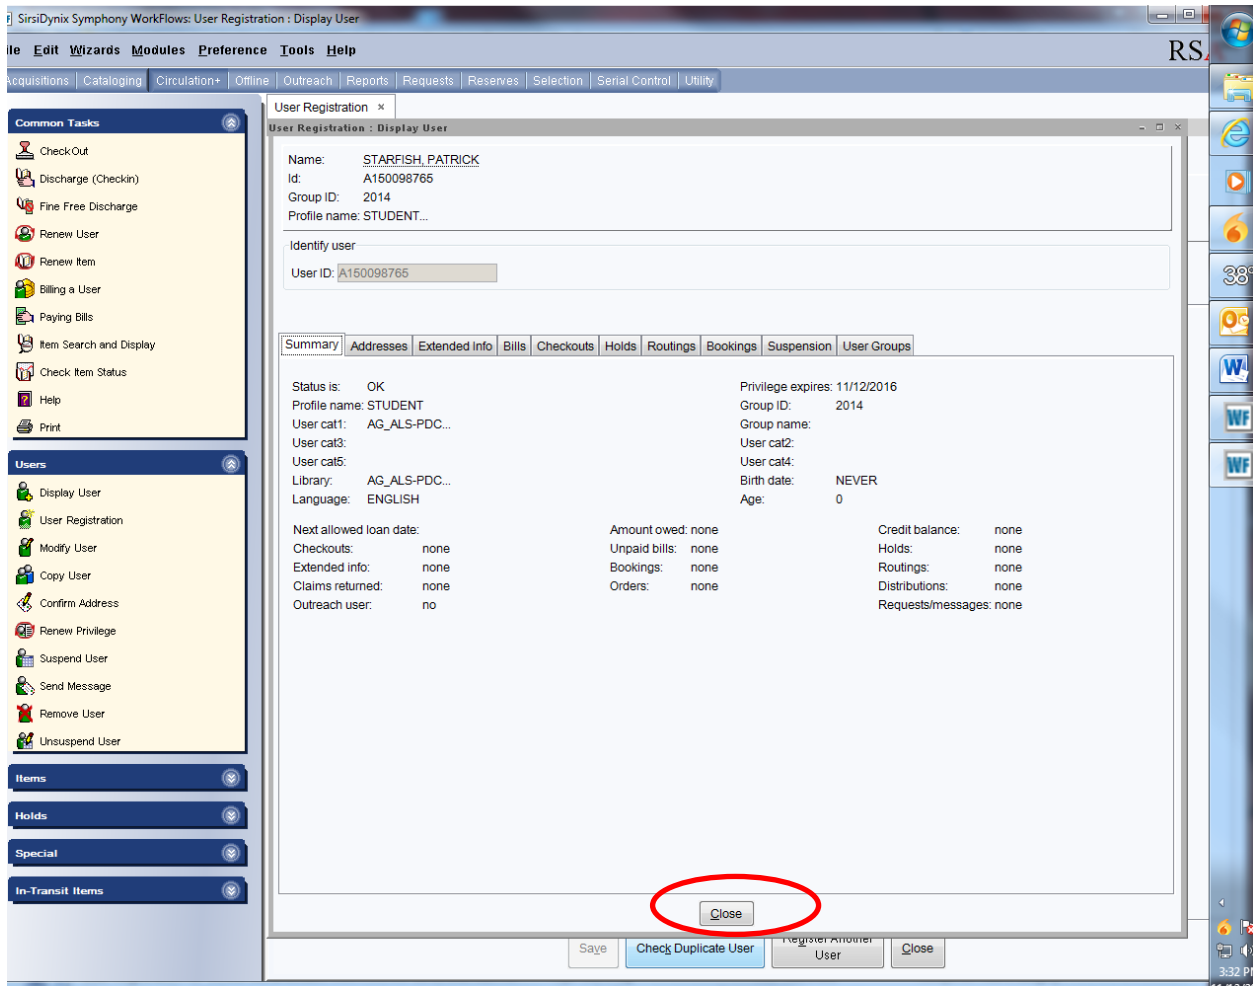 SirsiDynix Symphony WorkFlows: User Registration : Display User
Edit Wizards Modules Preference Tools Help
RSA
Acquisitions Cataloging Circulation+ Offline Outreach Reports Requests Reserves Selection Serial Control Utility
User Registration ×
User Registration : Display User
Common Tasks
CheckOut
Discharge (Checkin)
Fine Free Discharge
Renew User
Renew Item
Billing a User
Paying Bills
Item Search and Display
Check Item Status
Help
Print
Users
Display User
User Registration
Modify User
Copy User
Confirm Address
Renew Privilege
Suspend User
Send Message
Remove User
Unsuspend User
Items
Holds
Special
In-Transit Items
Name: STARFISH, PATRICK
Id: A150098765
Group ID: 2014
Profile name: STUDENT...
Identify user
User ID: A150098765
Summary Addresses Extended Info Bills Checkouts Holds Routings Bookings Suspension User Groups
Status is: OK Privilege expires: 11/12/2016
Profile name: STUDENT Group ID: 2014
User cat1: AG_ALS-PDC... Group name:
User cat3: User cat2:
User cat5: User cat4:
Library: AG_ALS-PDC... Birth date: NEVER
Language: ENGLISH Age: 0
Next allowed loan date: Amount owed: none Credit balance: none
Checkouts: none Unpaid bills: none Holds: none
Extended info: none Bookings: none Routings: none
Claims returned: none Orders: none Distributions: none
Outreach user: no Requests/messages: none
Close
Save Check Duplicate User Register Another User Close
38°
W
WF
WF
3:32 P